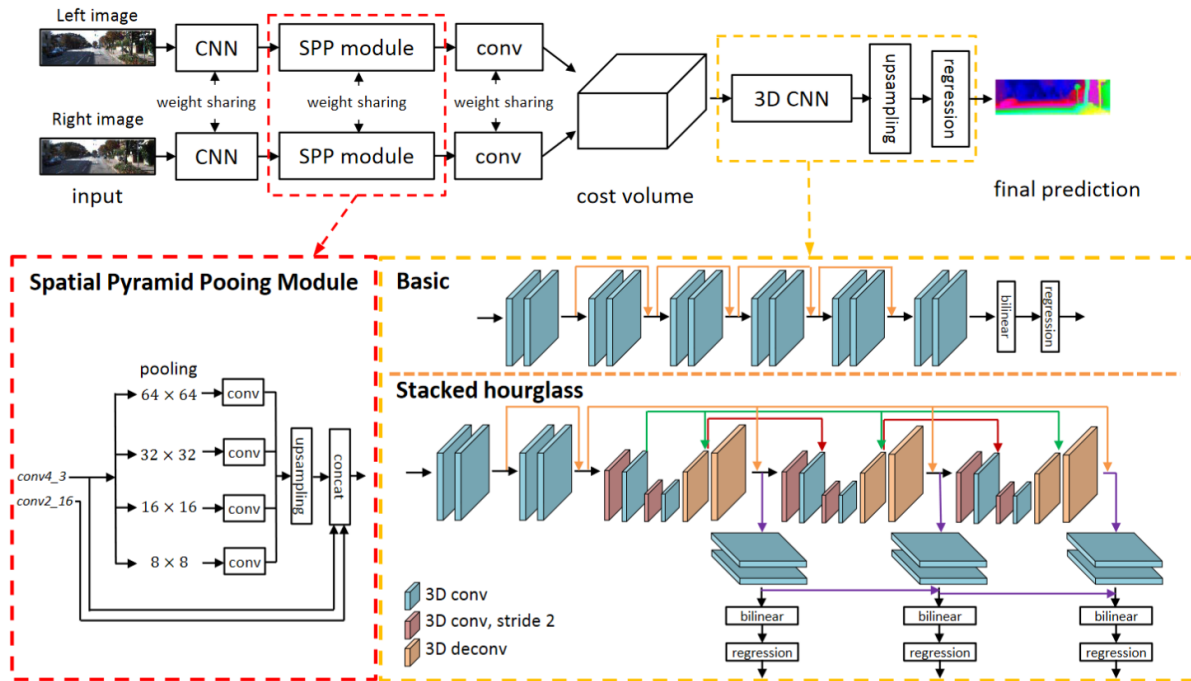 Left image
CNN
SPP module
conv
weight sharing
weight sharing
weight sharing
Right image
CNN
SPP module
conv
input
cost volume
3D CNN
upsampling
regression
final prediction
Spatial Pyramid Pooing Module
pooling
64 × 64
conv
32 × 32
conv
16 × 16
conv
8 × 8
conv
conv4_3
conv2_16
upsampling
concat
Basic
bilinear
regression
Stacked hourglass
3D conv
3D conv, stride 2
3D deconv
bilinear
bilinear
bilinear
regression
regression
regression